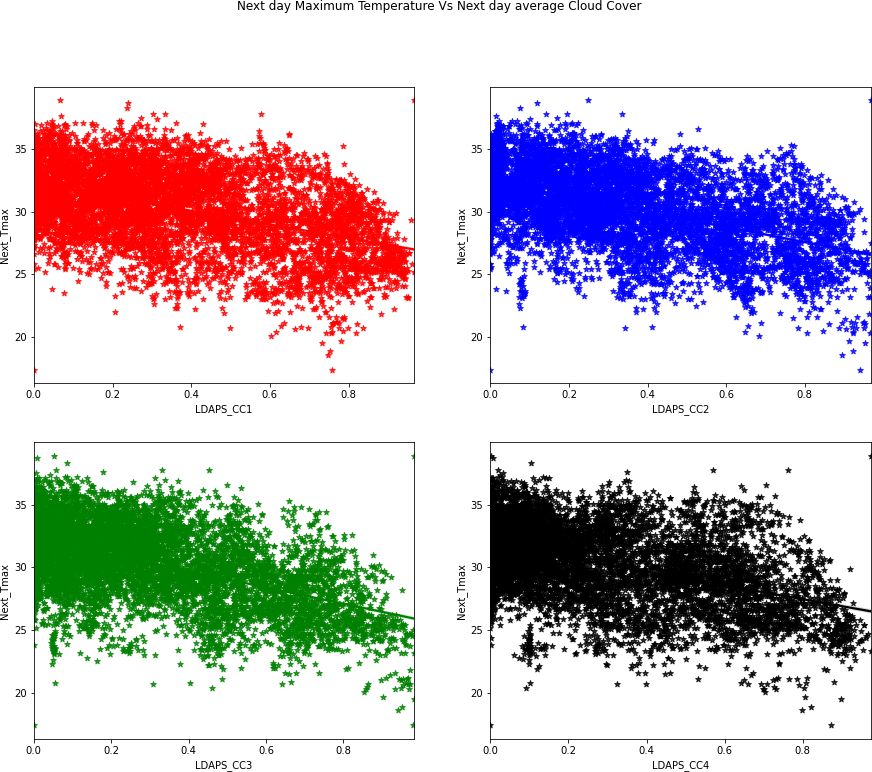 Next day Maximum Temperature Vs Next day average Cloud Cover
35
30
25
20
Next_Tmax
0.0 0.2 0.4 0.6 0.8
LDAPS_CC1
35
30
25
20
Next_Tmax
0.0 0.2 0.4 0.6 0.8
LDAPS_CC2
35
30
25
20
Next_Tmax
0.0 0.2 0.4 0.6 0.8
LDAPS_CC3
35
30
25
20
Next_Tmax
0.0 0.2 0.4 0.6 0.8
LDAPS_CC4